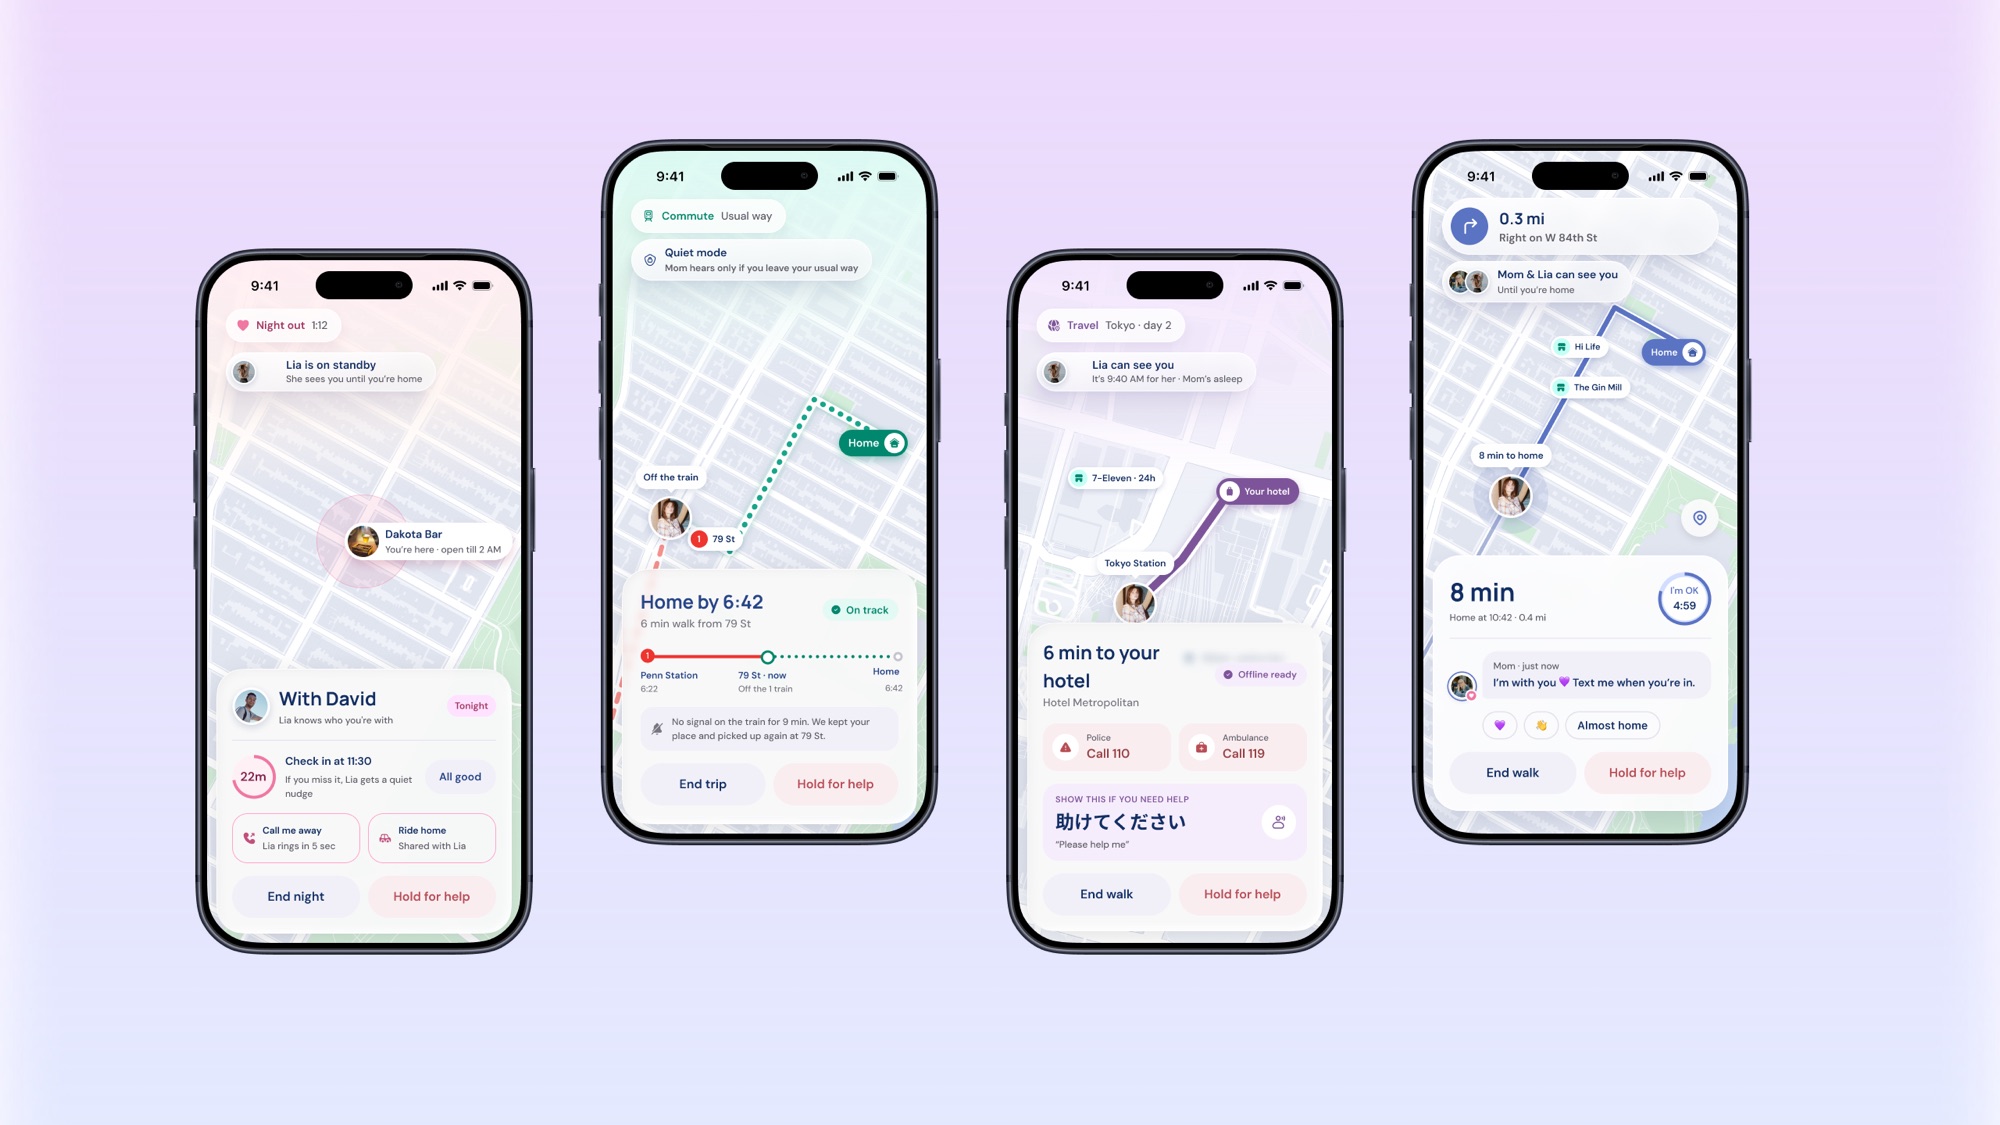 9:41
Night out 1:12
Lia is on standby
She sees you until you're home
Dakota Bar
You're here · open till 2 AM
With David
Lia knows who you're with
Tonight
22m
Check in at 11:30
If you miss it, Lia gets a quiet
nudge
All good
Call me away
Lia rings in 5 sec
Ride home
Shared with Lia
End night
Hold for help
9:41
Commute Usual way
Quiet mode
Mom hears only if you leave your usual way
Home
Off the train
1 79 St
Home by 6:42
6 min walk from 79 St
On track
1
Penn Station
6:22
79 St · now
Off the 1 train
Home
6:42
No signal on the train for 9 min. We kept your
place and picked up again at 79 St.
End trip
Hold for help
9:41
Travel Tokyo · day 2
Lia can see you
It's 9:40 AM for her · Mom's asleep
7-Eleven · 24h
Your hotel
Tokyo Station
6 min to your
hotel
Hotel Metropolitan
Offline ready
Police
Call 110
Ambulance
Call 119
SHOW THIS IF YOU NEED HELP
助けてください
"Please help me"
End walk
Hold for help
9:41
0.3 mi
Right on W 84th St
Mom & Lia can see you
Until you're home
Hi Life
Home
The Gin Mill
8 min to home
8 min
Home at 10:42 · 0.4 mi
I'm OK
4:59
Mom · just now
I'm with you 💜 Text me when you're in.
💜
👋
Almost home
End walk
Hold for help